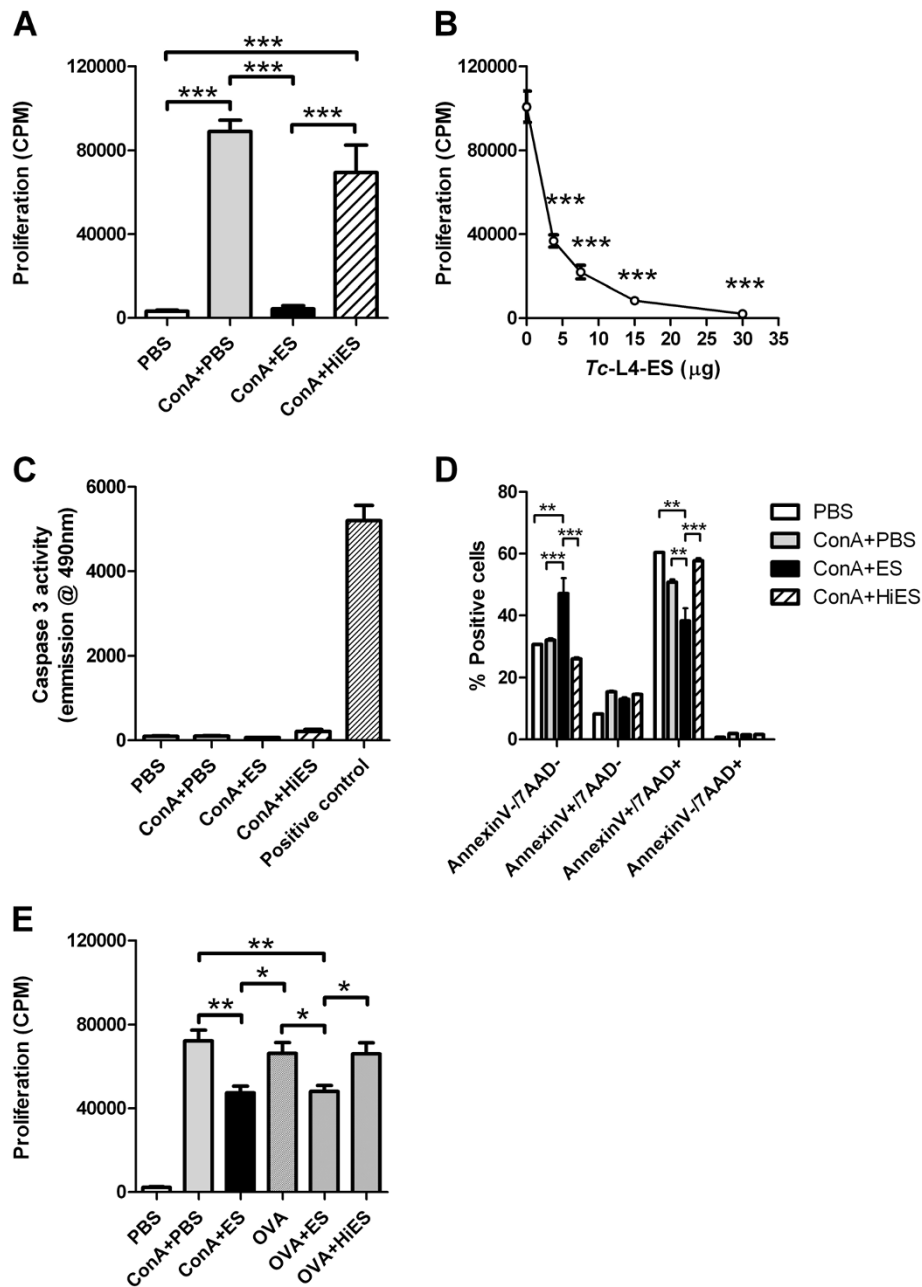 A
Proliferation (CPM)
120000
80000
40000
0
***
***
***
***
PBS
ConA+PBS
ConA+ES
ConA+HiES
B
Proliferation (CPM)
120000
80000
40000
0
***
***
***
***
0 5 10 15 20 25 30 35
Tc-L4-ES (µg)
C
Caspase 3 activity
(emmission @ 490nm)
6000
4000
2000
0
PBS
ConA+PBS
ConA+ES
ConA+HiES
Positive control
D
% Positive cells
80
60
40
20
0
**
***
***
**
***
**
AnnexinV-/7AAD-
AnnexinV+/7AAD-
AnnexinV+/7AAD+
AnnexinV-/7AAD+
PBS
ConA+PBS
ConA+ES
ConA+HiES
E
Proliferation (CPM)
120000
80000
40000
0
**
*
*
**
*
PBS
ConA+PBS
ConA+ES
OVA
OVA+ES
OVA+HiES